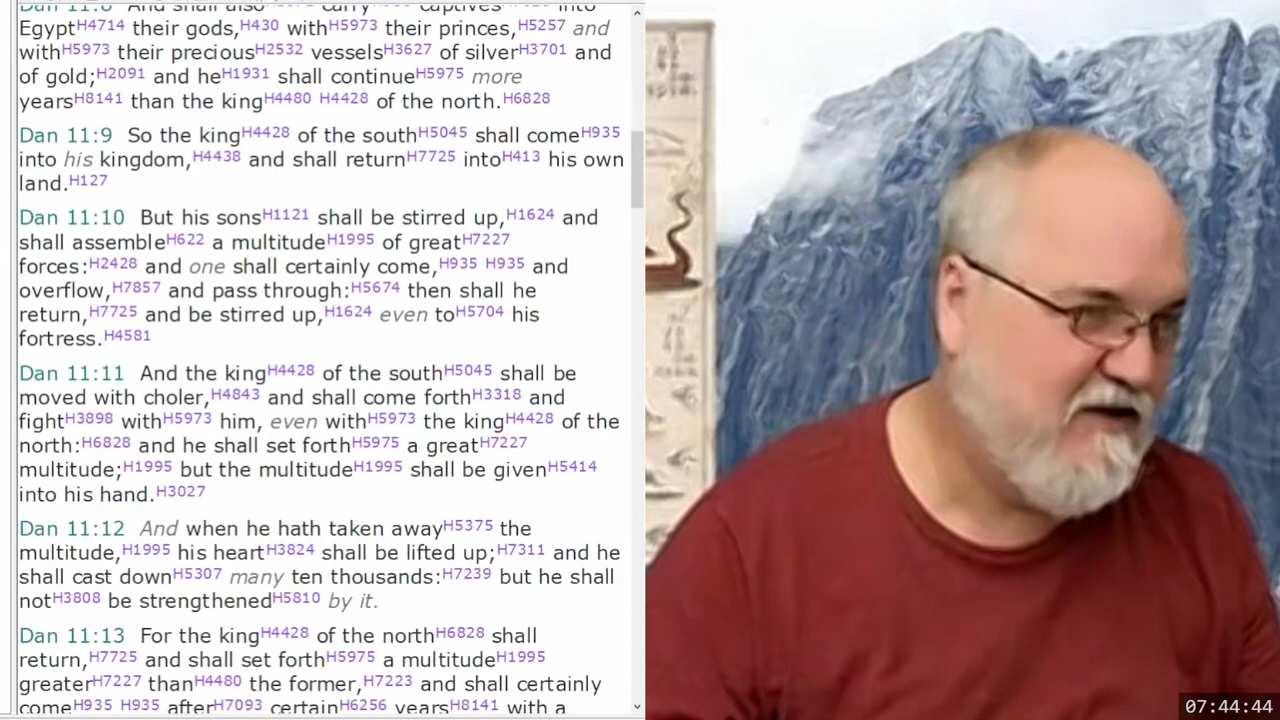 Egypt^H4714 their gods,^H430 with^H5973 their princes,^H5257 and
with^H5973 their precious^H2532 vessels^H3627 of silver^H3701 and
of gold;^H2091 and he^H1931 shall continue^H5975 more
years^H8141 than the king^H4480 H4428 of the north.^H6828
Dan 11:9 So the king^H4428 of the south^H5045 shall come^H935
into his kingdom,^H4438 and shall return^H7725 into^H413 his own
land.^H127
Dan 11:10 But his sons^H1121 shall be stirred up,^H1624 and
shall assemble^H622 a multitude^H1995 of great^H7227
forces:^H2428 and one shall certainly come,^H935 H935 and
overflow,^H7857 and pass through:^H5674 then shall he
return,^H7725 and be stirred up,^H1624 even to^H5704 his
fortress.^H4581
Dan 11:11 And the king^H4428 of the south^H5045 shall be
moved with choler,^H4843 and shall come forth^H3318 and
fight^H3898 with^H5973 him, even with^H5973 the king^H4428 of the
north:^H6828 and he shall set forth^H5975 a great^H7227
multitude;^H1995 but the multitude^H1995 shall be given^H5414
into his hand.^H3027
Dan 11:12 And when he hath taken away^H5375 the
multitude,^H1995 his heart^H3824 shall be lifted up;^H7311 and he
shall cast down^H5307 many ten thousands:^H7239 but he shall
not^H3808 be strengthened^H5810 by it.
Dan 11:13 For the king^H4428 of the north^H6828 shall
return,^H7725 and shall set forth^H5975 a multitude^H1995
greater^H7227 than^H4480 the former,^H7223 and shall certainly
come^H935 H935 after^H7093 certain^H6256 years^H8141 with a
07:44:44